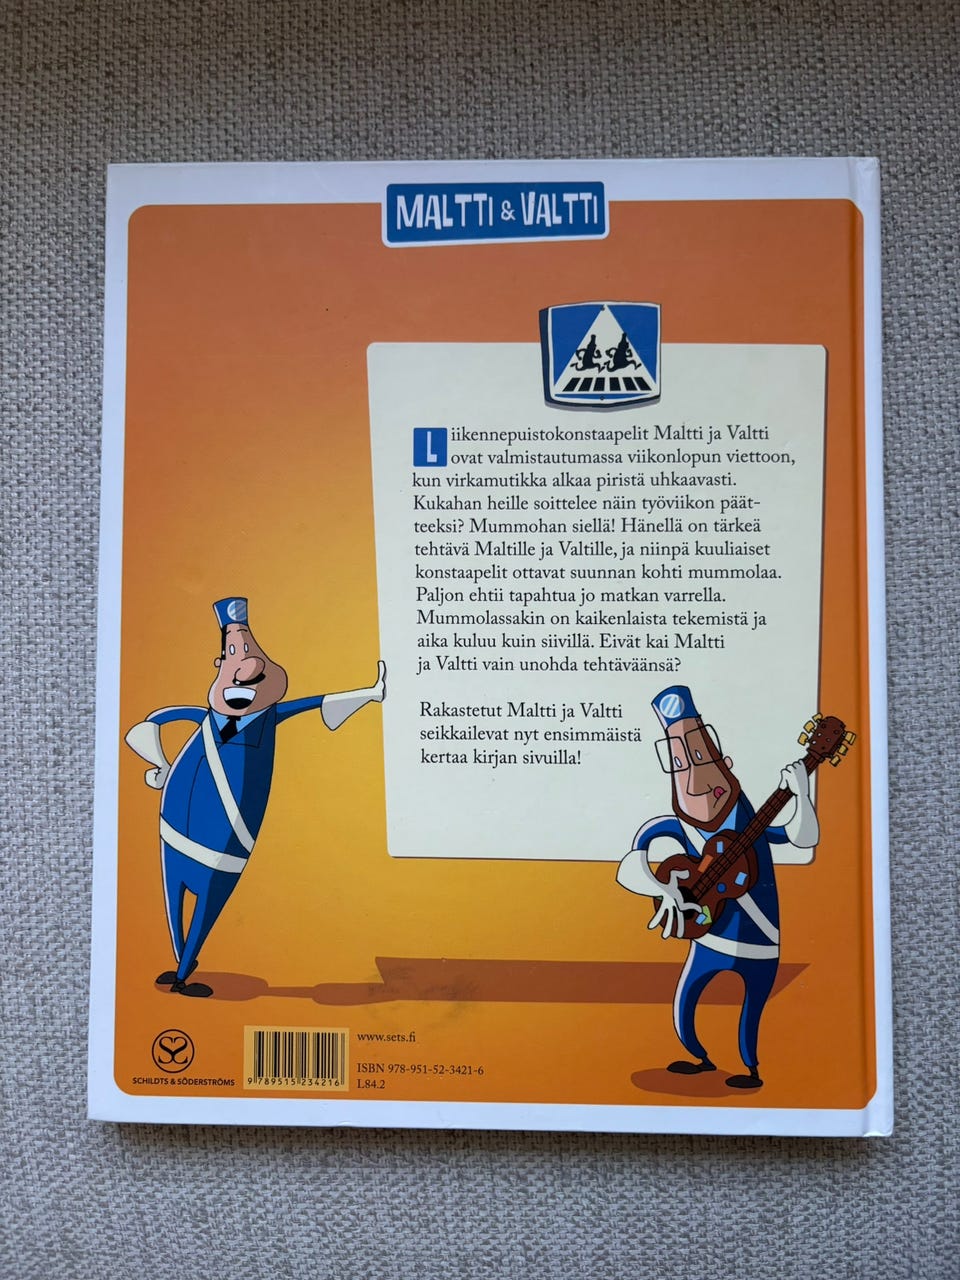 MALTTI & VALTTI
Liikennepuistokonstaapelit Maltti ja Valtti
ovat valmistautumassa viikonlopun viettoon,
kun virkamutikka alkaa piristä uhkaavasti.
Kukahan heille soittelee näin työviikon päät-
teeksi? Mummohan siellä! Hänellä on tärkeä
tehtävä Maltille ja Valtille, ja niinpä kuuliaiset
konstaapelit ottavat suunnan kohti mummolaa.
Paljon ehtii tapahtua jo matkan varrella.
Mummolassakin on kaikenlaista tekemistä ja
aika kuluu kuin siivillä. Eivät kai Maltti
ja Valtti vain unohda tehtäväänsä?
Rakastetut Maltti ja Valtti
seikkailevat nyt ensimmäistä
kertaa kirjan sivuilla!
SCHILDTS & SÖDERSTRÖMS
9 789515 234216
www.sets.fi
ISBN 978-951-52-3421-6
L84.2